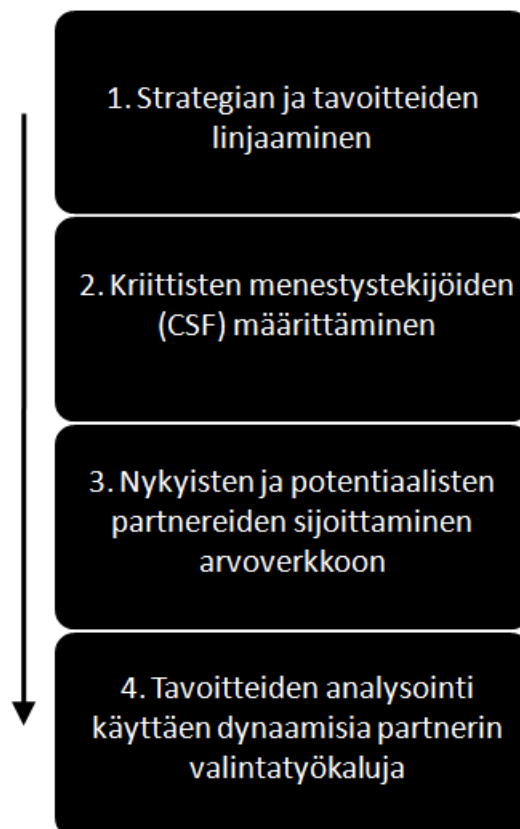 1. Strategian ja tavoitteiden
linjaaminen
2. Kriittisten menestystekijöiden
(CSF) määrittäminen
3. Nykyisten ja potentiaalisten
partnereiden sijoittaminen
arvoverkkoon
4. Tavoitteiden analysointi
käyttäen dynaamisia partnerin
valintatyökaluja